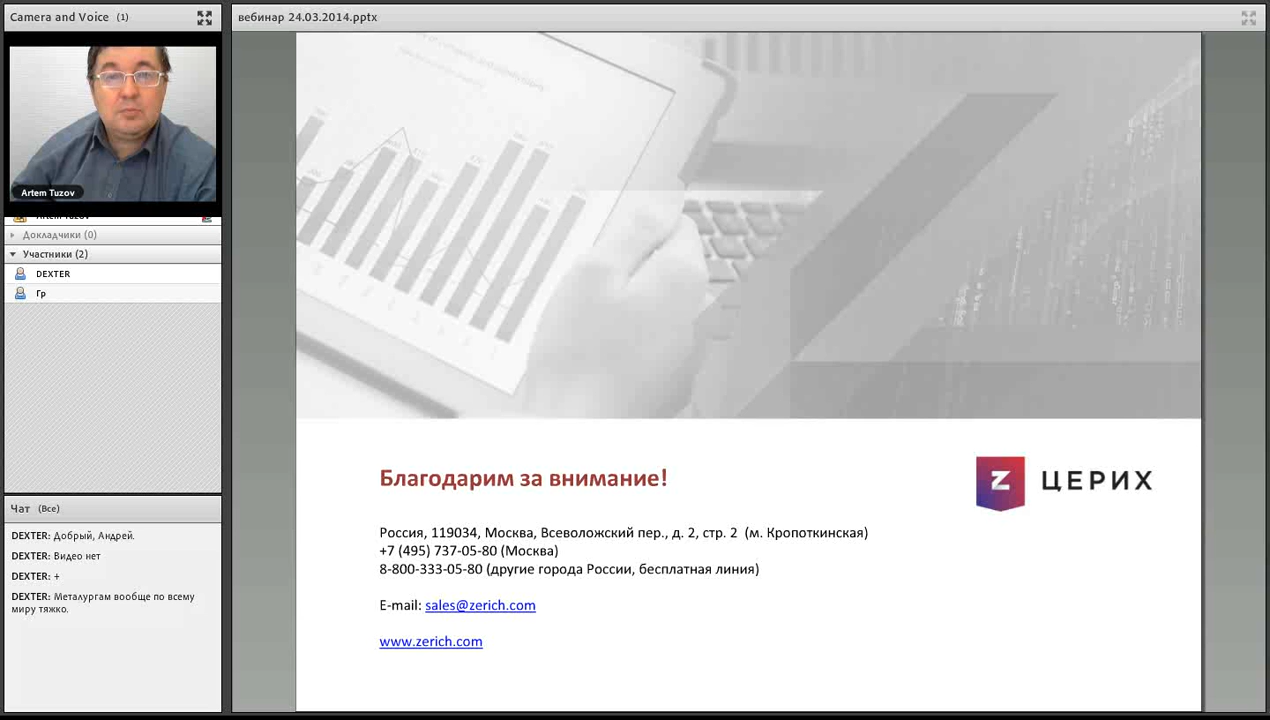 Camera and Voice (1)
Artem Tuzov
Artem Tuzov
Докладчики (0)
Участники (2)
DEXTER
Гр
Чат (Все)
DEXTER: Добрый, Андрей.
DEXTER: Видео нет
DEXTER: +
DEXTER: Металургам вообще по всему
миру тяжко.
вебинар 24.03.2014.pptx
Благодарим за внимание!
Z ЦЕРИХ
Россия, 119034, Москва, Всеволожский пер., д. 2, стр. 2 (м. Кропоткинская)
+7 (495) 737-05-80 (Москва)
8-800-333-05-80 (другие города России, бесплатная линия)
E-mail: sales@zerich.com
www.zerich.com